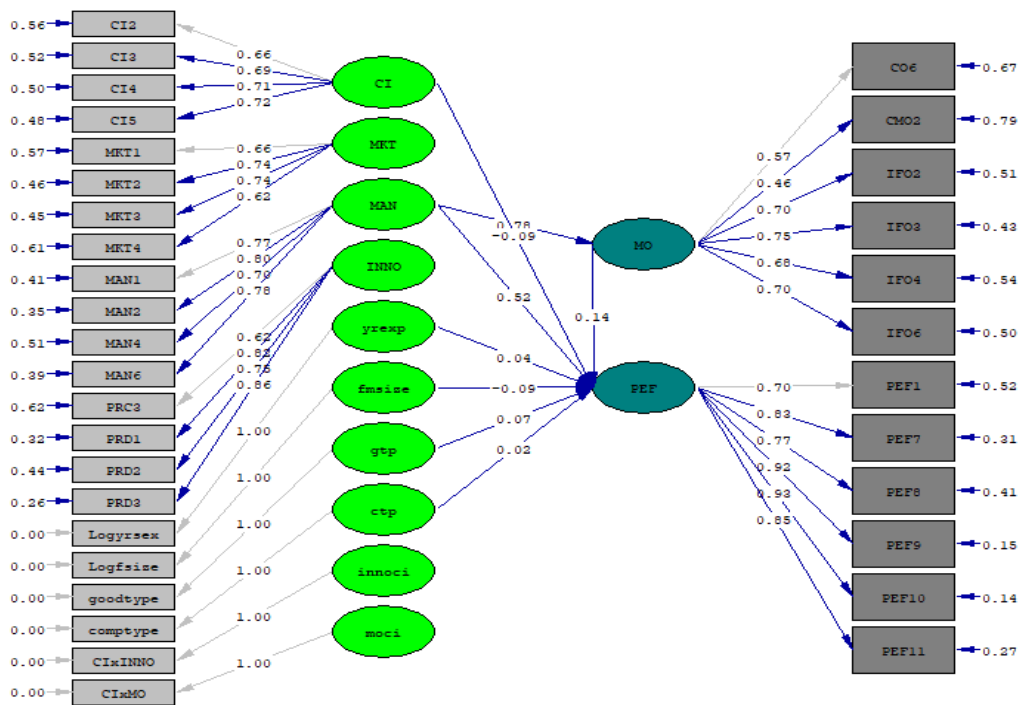 0.56 CI2
0.52 CI3
0.50 CI4
0.48 CI5
0.57 MKT1
0.46 MKT2
0.45 MKT3
0.61 MKT4
0.41 MAN1
0.35 MAN2
0.51 MAN4
0.39 MAN6
0.62 PRC3
0.32 PRD1
0.44 PRD2
0.26 PRD3
0.00 Logyrsex
0.00 Logfsize
0.00 goodtype
0.00 comptype
0.00 CIxINNO
0.00 CIxMO
0.66
0.69
0.71
0.72
0.66
0.74
0.74
0.62
0.77
0.80
0.70
0.78
0.62
0.82
0.75
0.86
1.00
1.00
1.00
1.00
1.00
1.00
CI
MKT
MAN
INNO
yrexp
fmsize
gtp
ctp
innoci
moci
0.78
-0.09
0.52
0.14
0.04
-0.09
0.07
0.02
MO
PEF
0.57
0.46
0.70
0.75
0.68
0.70
0.70
0.83
0.77
0.92
0.93
0.85
CO6 0.67
CMO2 0.79
IFO2 0.51
IFO3 0.43
IFO4 0.54
IFO6 0.50
PEF1 0.52
PEF7 0.31
PEF8 0.41
PEF9 0.15
PEF10 0.14
PEF11 0.27